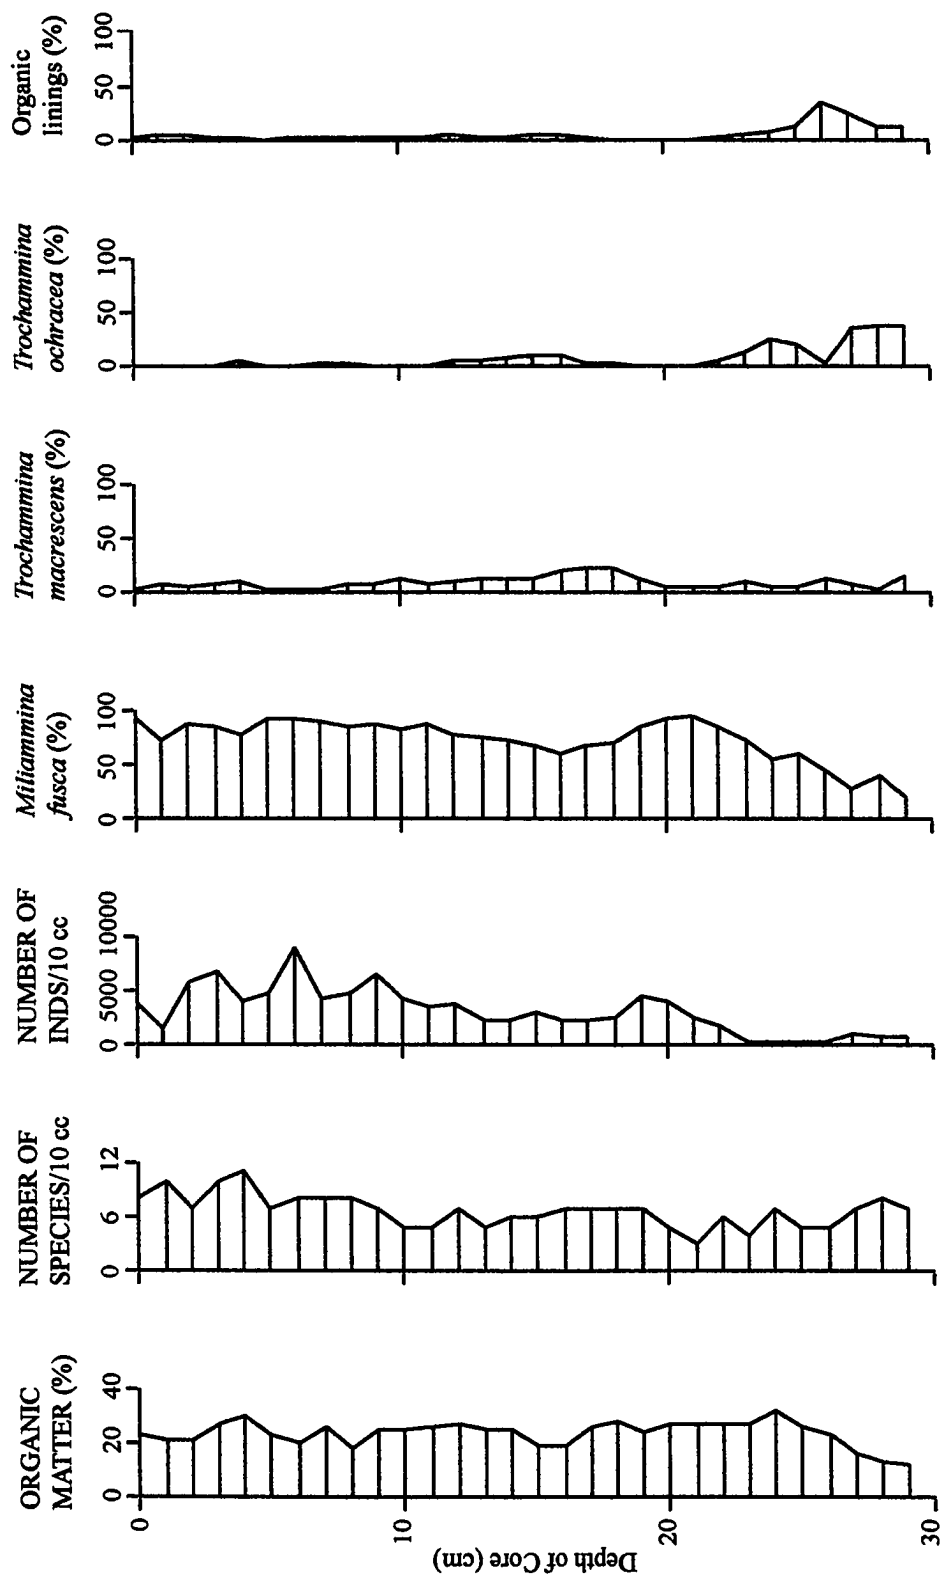 ORGANIC
MATTER (%)
0 20 40
NUMBER OF
SPECIES/10 cc
0 6 12
NUMBER OF
INDS/10 cc
0 5000 10000
Miliammina
fusca (%)
0 50 100
Trochammina
macrescens (%)
0 50 100
Trochammina
ochracea (%)
0 50 100
Organic
linings (%)
0 50 100
0
10
20
30
Depth of Core (cm)